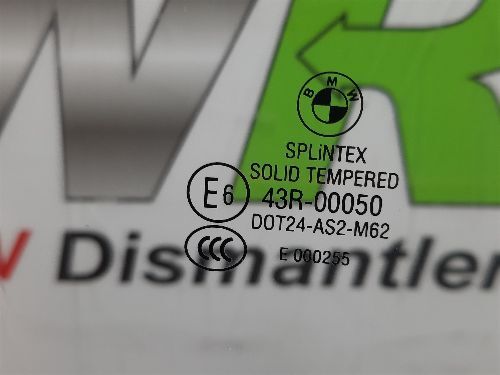 BMW
SPLiNTEX
SOLID TEMPERED
E6 43R-00050
DOT24-AS2-M62
CCC E 000255
Dismantler